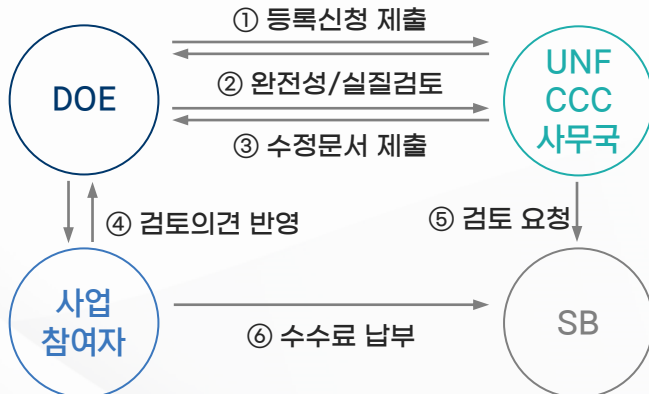 ① 등록신청 제출
DOE
② 완전성/실질검토
UNF
CCC
사무국
③ 수정문서 제출
④ 검토의견 반영
⑤ 검토 요청
사업
참여자
⑥ 수수료 납부
SB